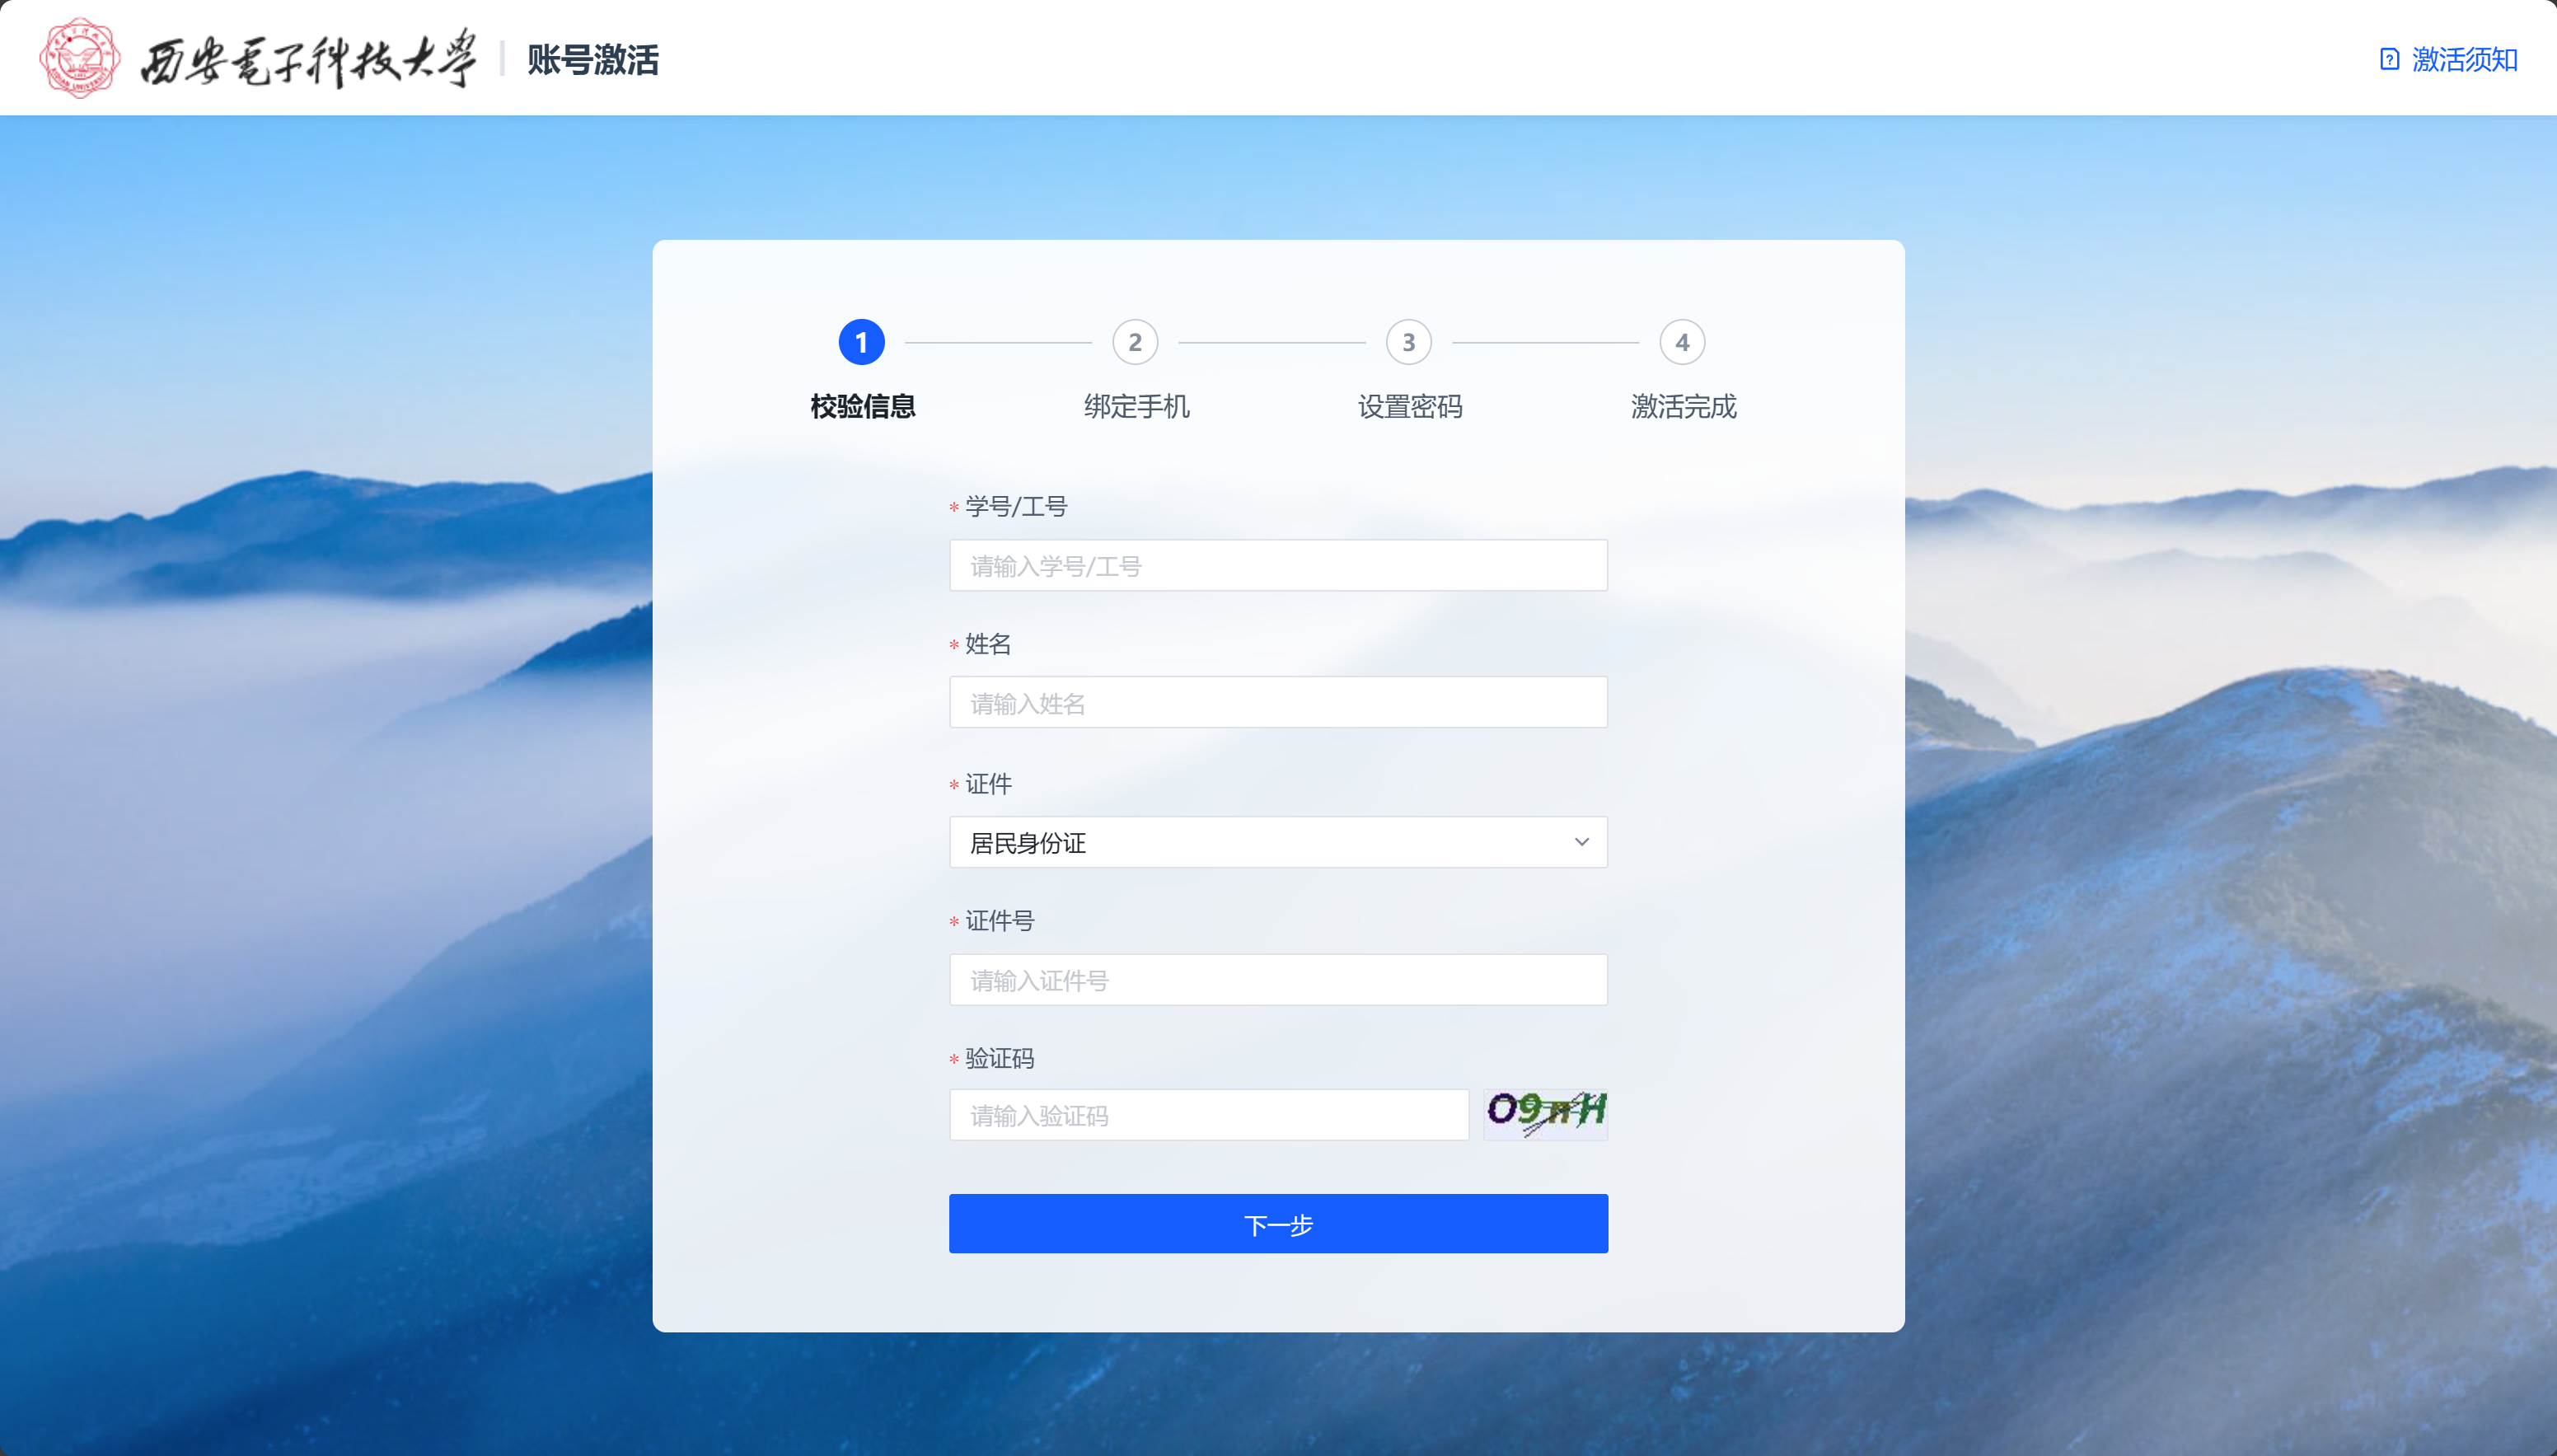 西安電子科技大学
账号激活
激活须知
1
2
3
4
校验信息
绑定手机
设置密码
激活完成
* 学号/工号
请输入学号/工号
* 姓名
请输入姓名
* 证件
居民身份证
* 证件号
请输入证件号
* 验证码
请输入验证码
O9nH
下一步